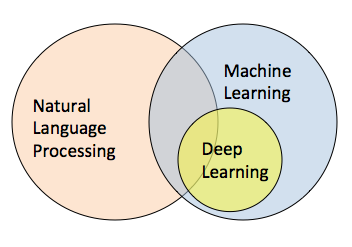 Natural
Language
Processing
Machine
Learning
Deep
Learning